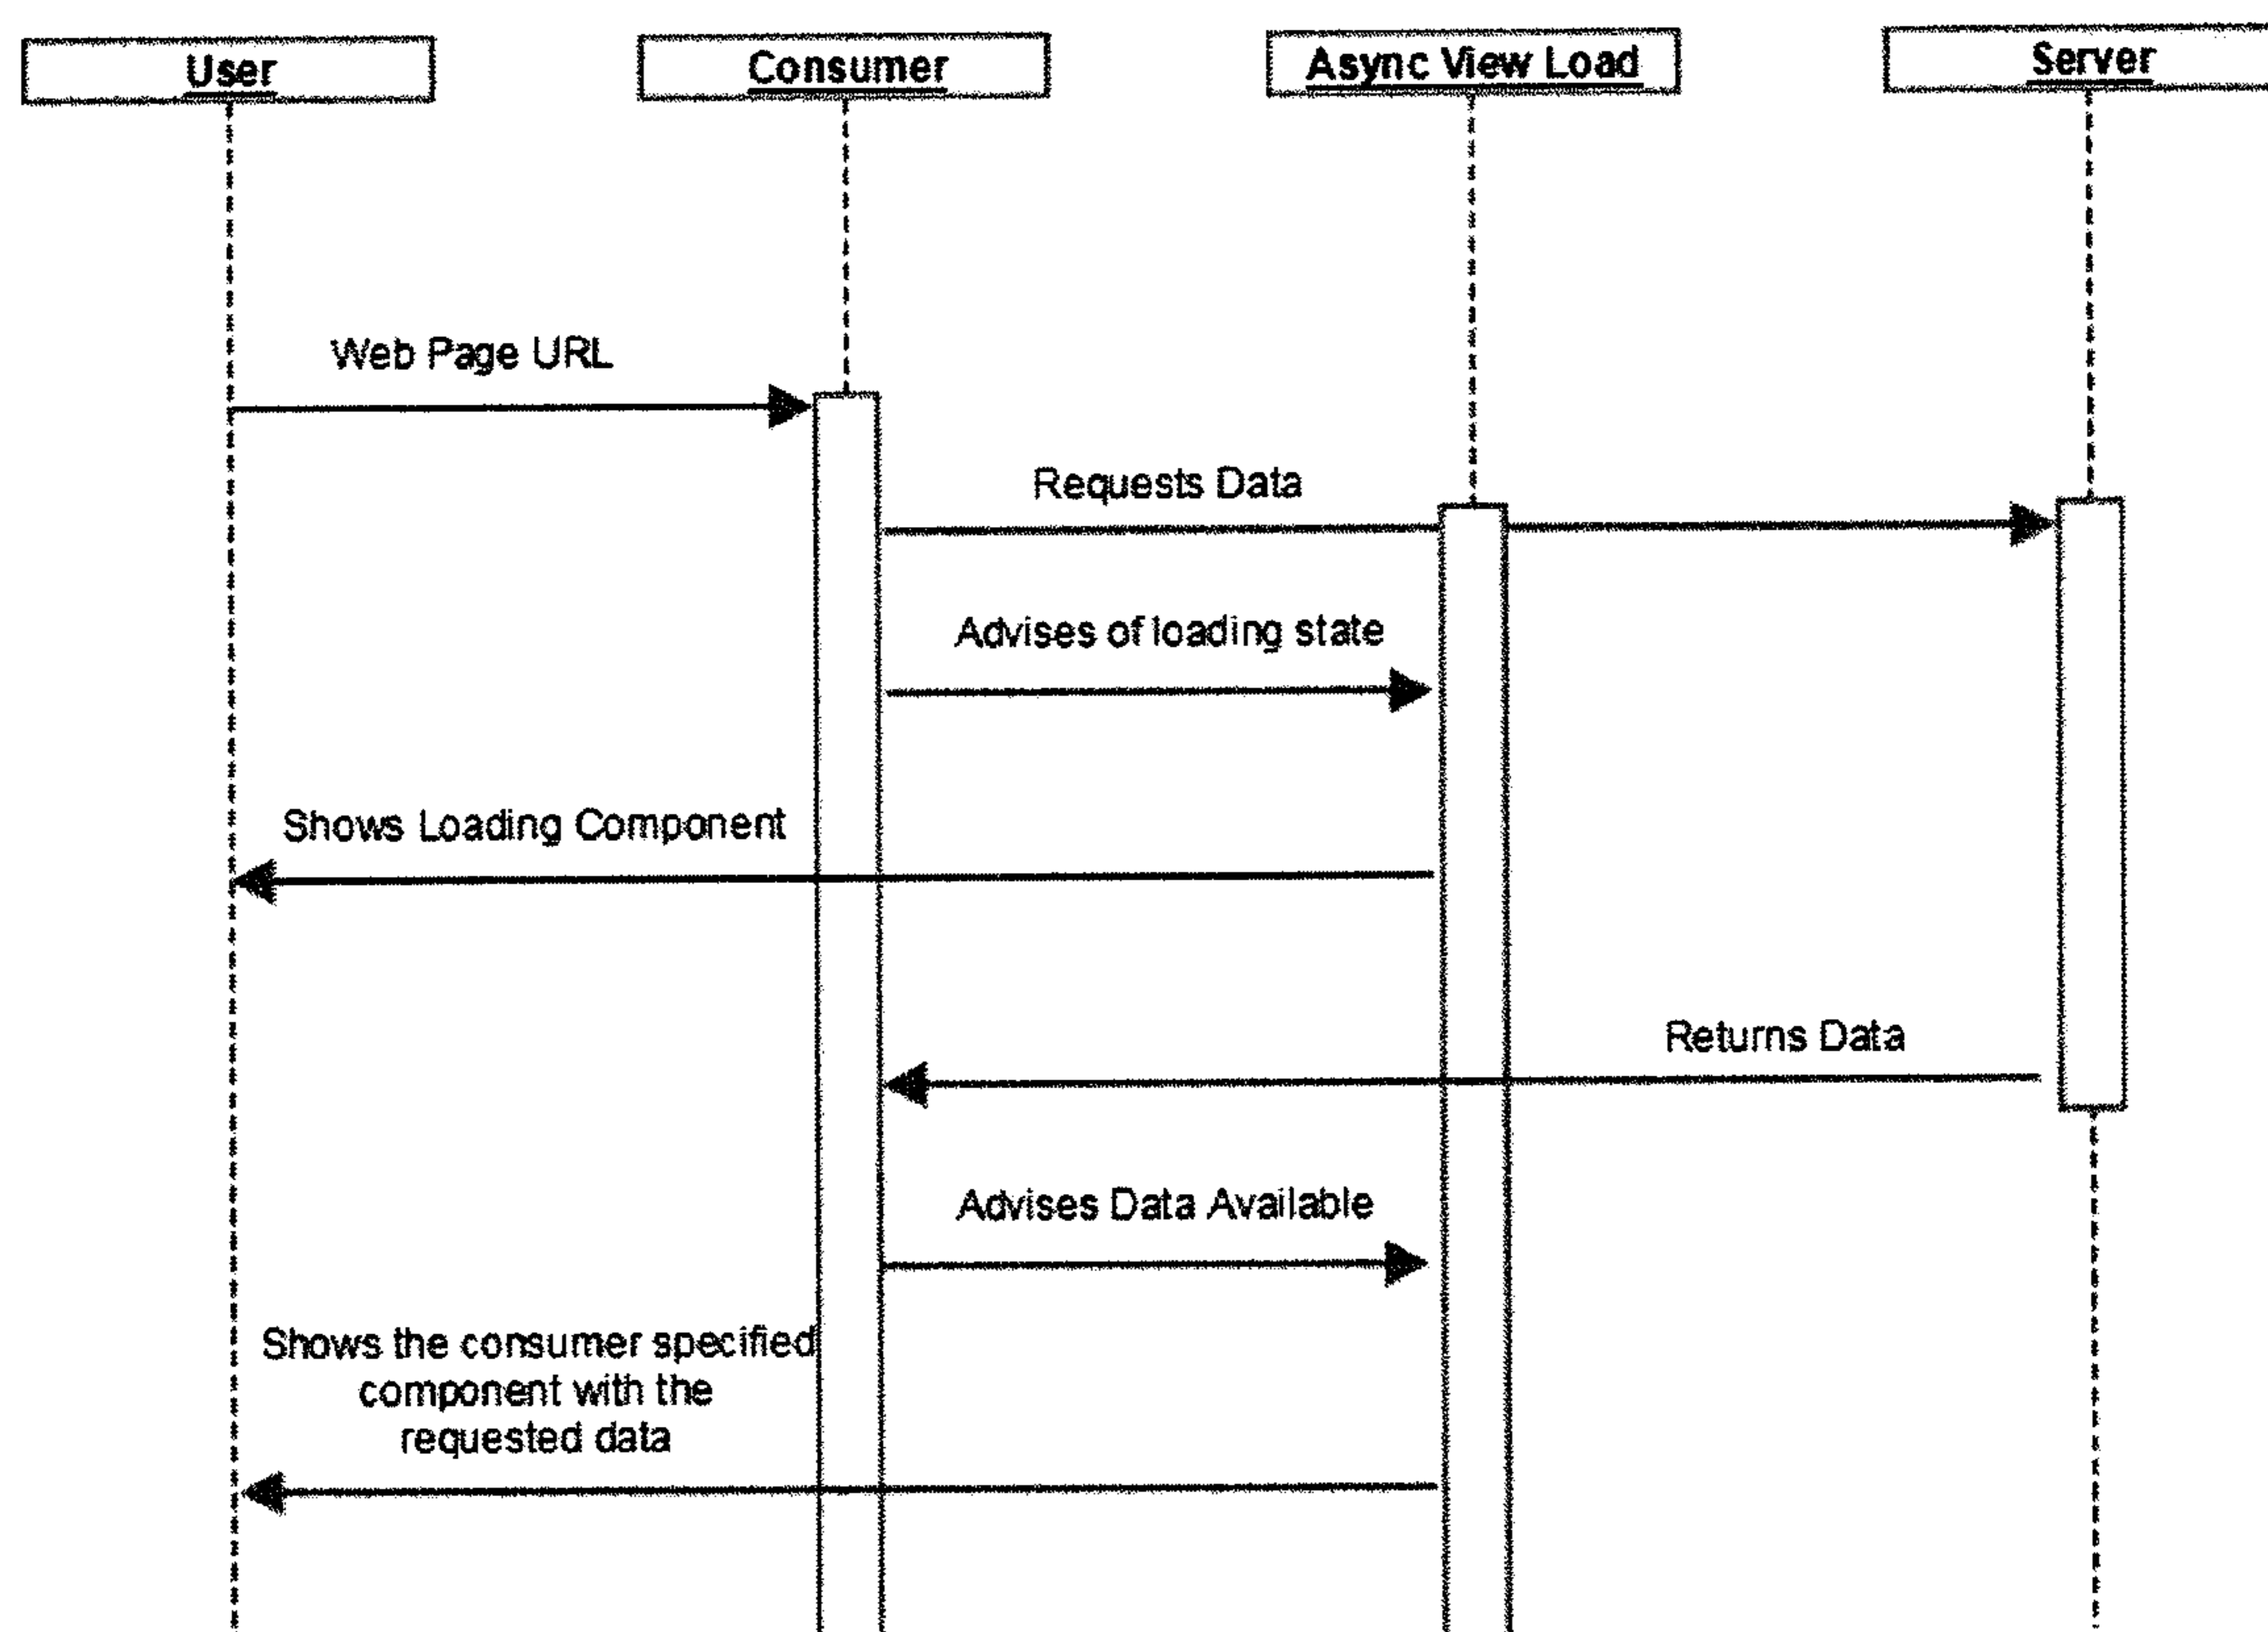 User
Consumer
Async View Load
Server
Web Page URL
Requests Data
Advises of loading state
Shows Loading Component
Returns Data
Advises Data Available
Shows the consumer specified
component with the
requested data